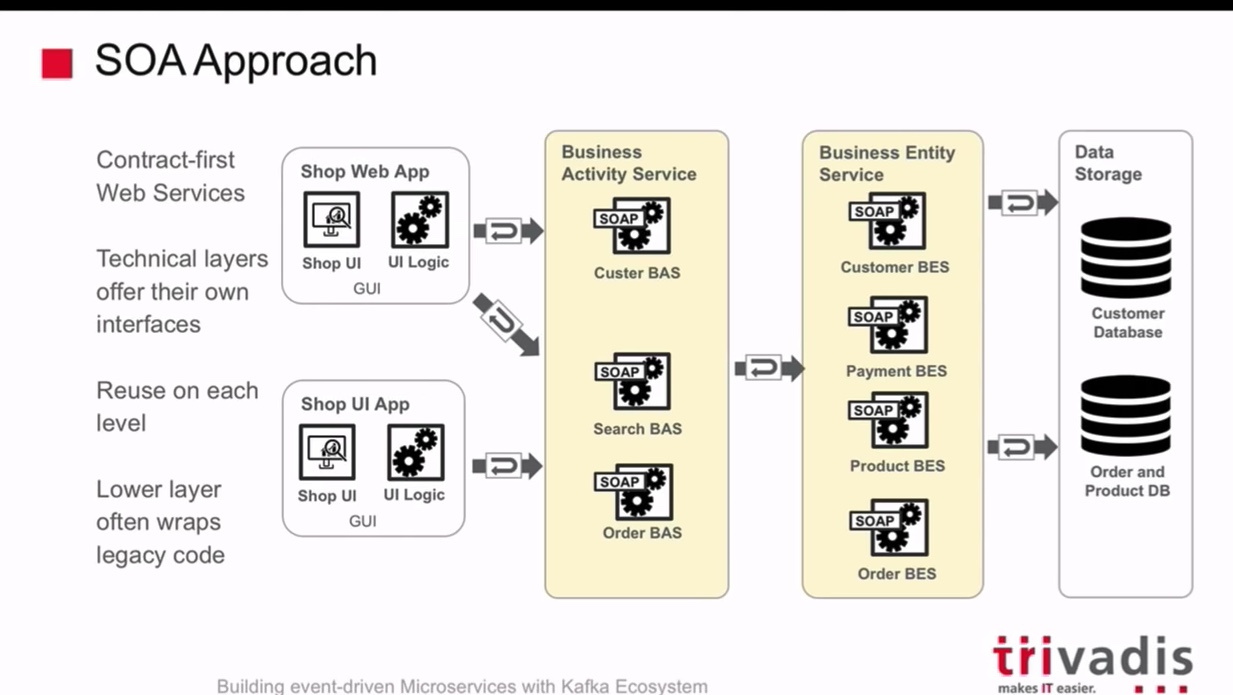 SOA Approach
Contract-first
Web Services
Technical layers
offer their own
interfaces
Reuse on each
level
Lower layer
often wraps
legacy code
Shop Web App
Shop UI
UI Logic
GUI
Shop UI App
Shop UI
UI Logic
GUI
Business
Activity Service
SOAP
Custer BAS
SOAP
Search BAS
SOAP
Order BAS
Business Entity
Service
SOAP
Customer BES
SOAP
Payment BES
SOAP
Product BES
SOAP
Order BES
Data
Storage
Customer
Database
Order and
Product DB
trivadis
makes IT easier.
Building event-driven Microservices with Kafka Ecosystem